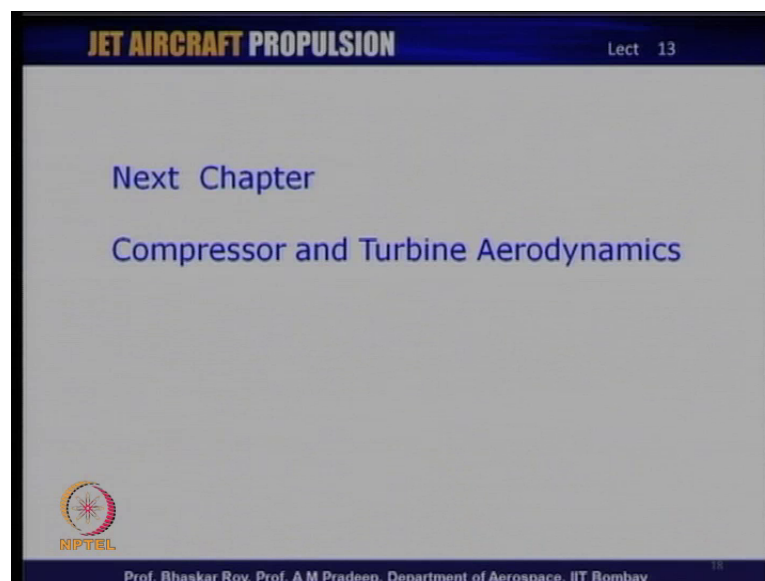 JET AIRCRAFT PROPULSION
Lect 13
Next Chapter
Compressor and Turbine Aerodynamics
NPTEL
Prof. Bhaskar Roy, Prof. A M Pradeep, Department of Aerospace, IIT Bombay
18